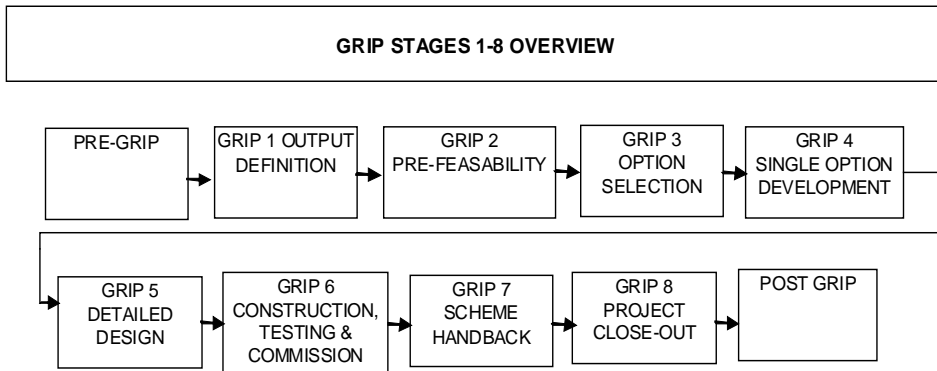 GRIP STAGES 1-8 OVERVIEW
PRE-GRIP
GRIP 1 OUTPUT
DEFINITION
GRIP 2
PRE-FEASABILITY
GRIP 3
OPTION
SELECTION
GRIP 4
SINGLE OPTION
DEVELOPMENT
GRIP 5
DETAILED
DESIGN
GRIP 6
CONSTRUCTION,
TESTING &
COMMISSION
GRIP 7
SCHEME
HANDBACK
GRIP 8
PROJECT
CLOSE-OUT
POST GRIP